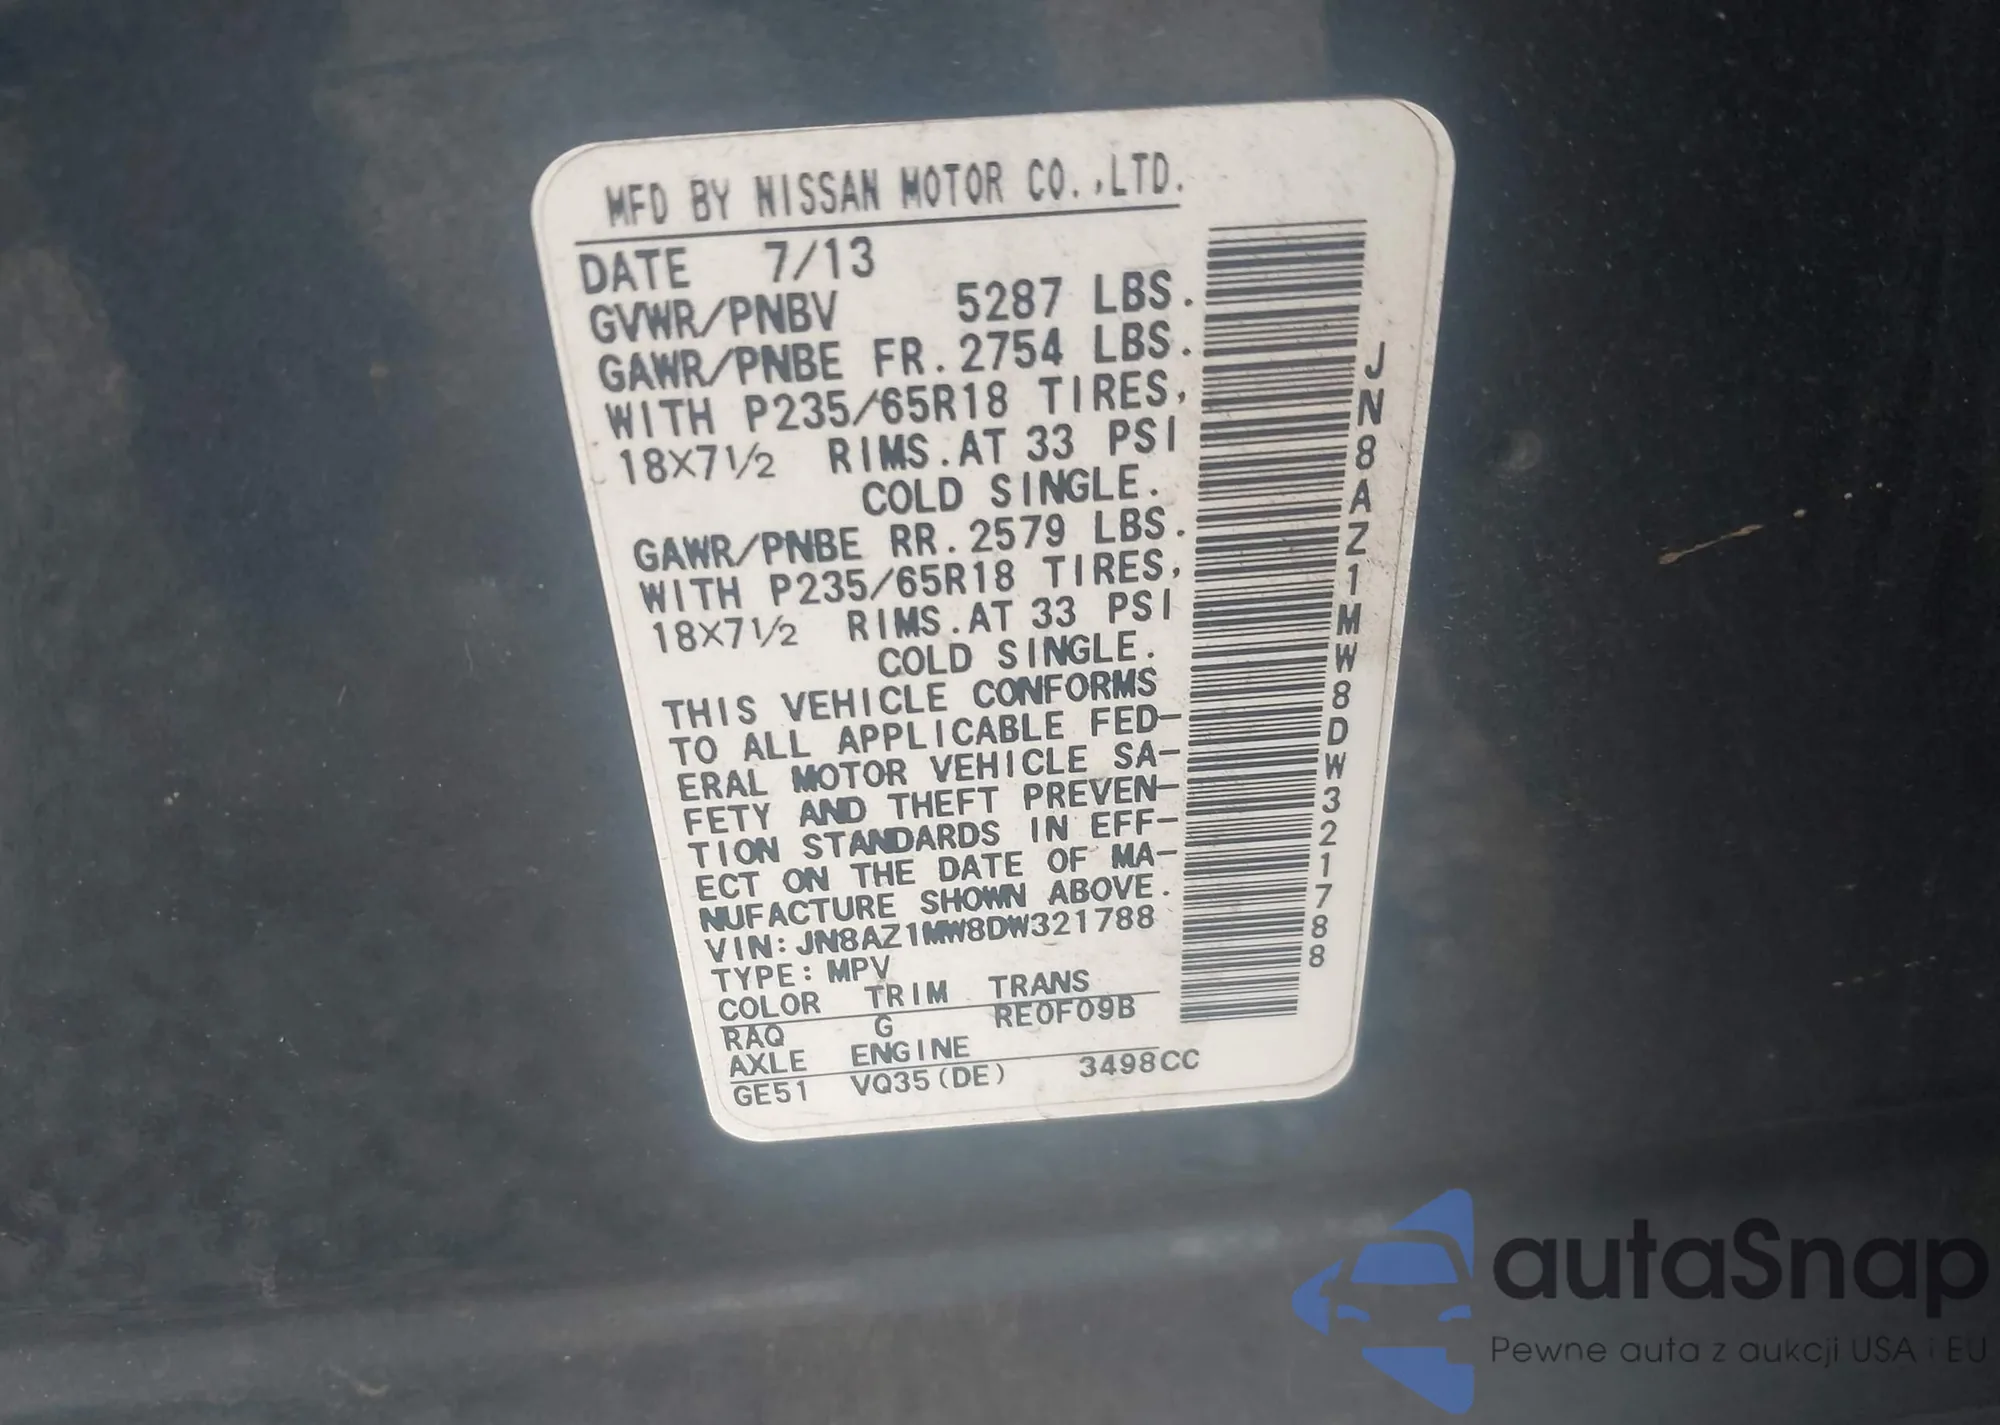 MFD BY NISSAN MOTOR CO.,LTD.
DATE 7/13
GVWR/PNBV 5287 LBS.
GAWR/PNBE FR. 2754 LBS.
WITH P235/65R18 TIRES,
18X7 1/2 RIMS. AT 33 PSI
COLD SINGLE.
GAWR/PNBE RR. 2579 LBS.
WITH P235/65R18 TIRES,
18X7 1/2 RIMS. AT 33 PSI
COLD SINGLE.
THIS VEHICLE CONFORMS
TO ALL APPLICABLE FED-
ERAL MOTOR VEHICLE SA-
FETY AND THEFT PREVEN-
TION STANDARDS IN EFF-
ECT ON THE DATE OF MA-
NUFACTURE SHOWN ABOVE.
VIN: JN8AZ1MW8DW321788
TYPE: MPV
COLOR TRIM TRANS
RAQ G RE0F09B
AXLE ENGINE
GE51 VQ35(DE) 3498CC
JN8AZ1MW8DW321788
autaSnap
Pewne auta z aukcji USA i EU